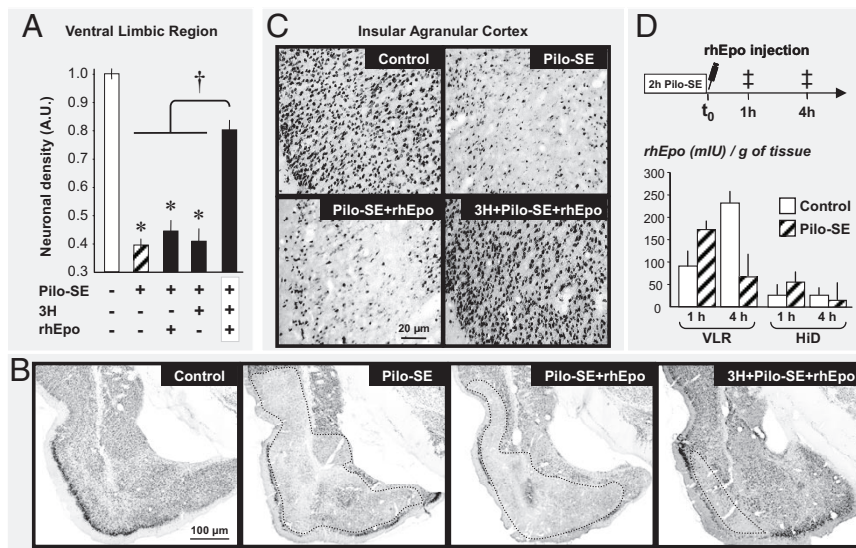 A
Ventral Limbic Region
†
Neuronal density (A.U.)
1.0
0.9
0.8
0.7
0.6
0.5
0.4
0.3
* * *
Pilo-SE - + + + +
3H - - - + +
rhEpo - - + - +
C
Insular Agranular Cortex
Control
Pilo-SE
Pilo-SE+rhEpo
3H+Pilo-SE+rhEpo
20 µm
D
rhEpo injection
2h Pilo-SE
‡ ‡
t0 1h 4h
rhEpo (mIU) / g of tissue
300
250
200
150
100
50
0
Control
Pilo-SE
1 h 4 h 1 h 4 h
VLR HiD
B
Control
Pilo-SE
Pilo-SE+rhEpo
3H+Pilo-SE+rhEpo
100 µm